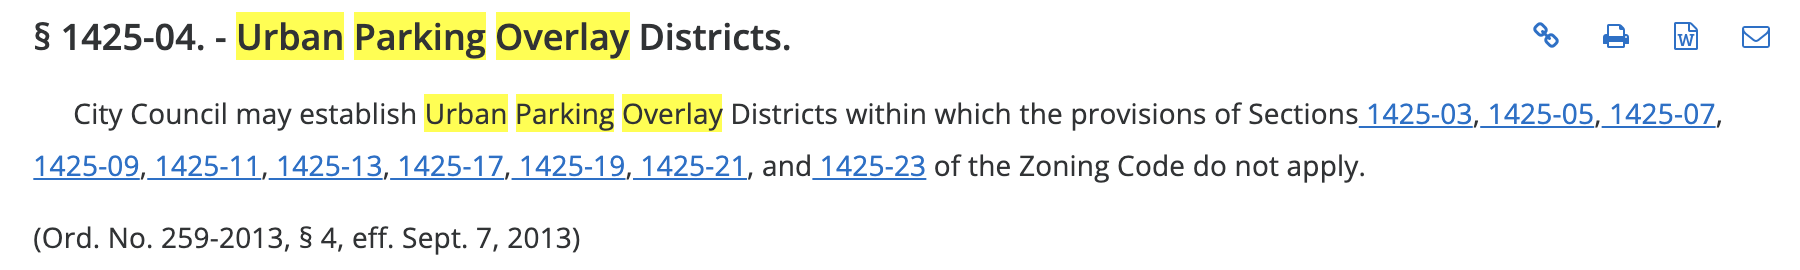 § 1425-04. - Urban Parking Overlay Districts.
City Council may establish Urban Parking Overlay Districts within which the provisions of Sections 1425-03, 1425-05, 1425-07,
1425-09, 1425-11, 1425-13, 1425-17, 1425-19, 1425-21, and 1425-23 of the Zoning Code do not apply.
(Ord. No. 259-2013, § 4, eff. Sept. 7, 2013)